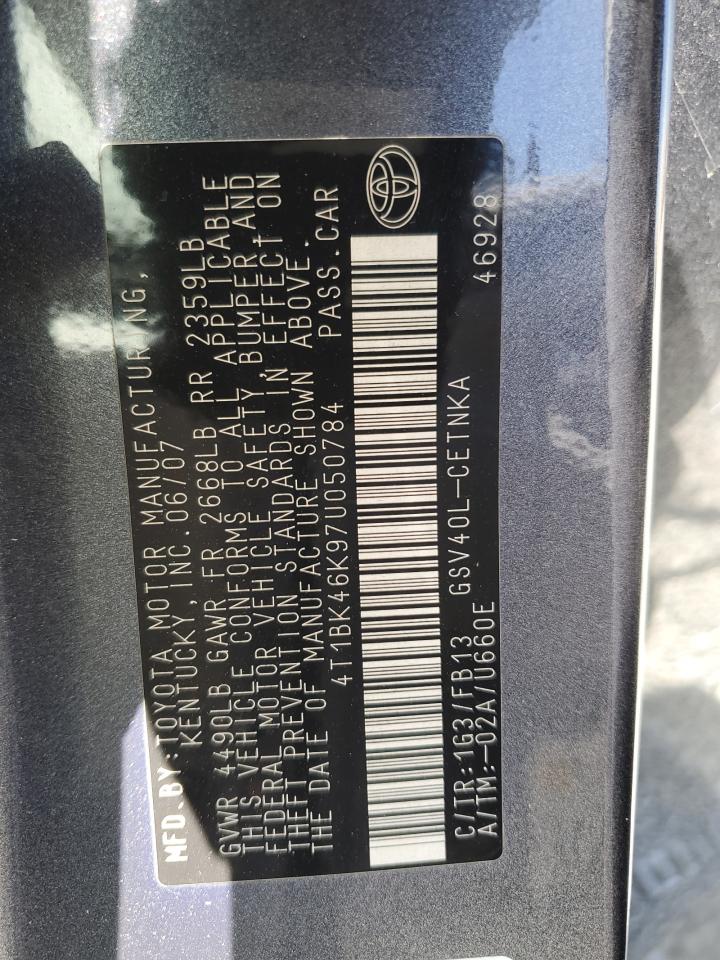 MFD. BY: TOYOTA MOTOR MANUFACTURING,
KENTUCKY, INC. 06/07
GVWR 4490LB GAWR FR 2668LB RR 2359LB
THIS VEHICLE CONFORMS TO ALL APPLICABLE
FEDERAL MOTOR VEHICLE SAFETY, BUMPER AND
THEFT PREVENTION STANDARDS IN EFFECT ON
THE DATE OF MANUFACTURE SHOWN ABOVE.
4T1BK46K97U050784 PASS. CAR
C/TR: 1G3/FB13 GSV40L-CETNKA
A/TM: -02A/U660E 46928